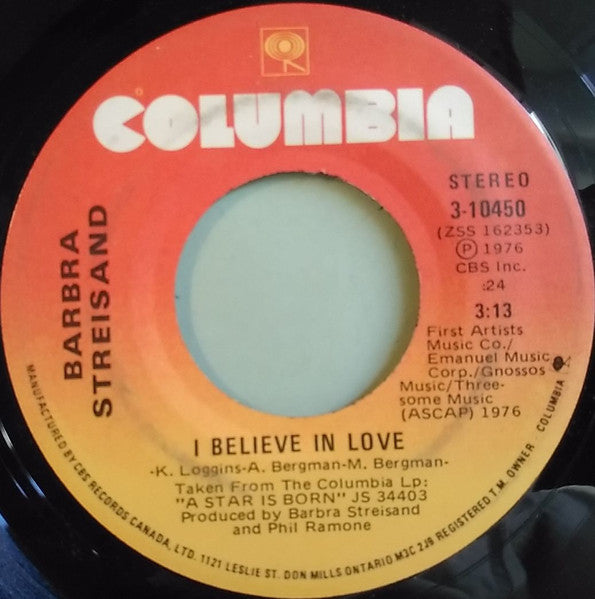 COLUMBIA
STEREO
3-10450
(ZSS 162353)
Ⓟ 1976
CBS Inc.
:24
3:13
First Artists
Music Co./
Emanuel Music
Corp./Gnossos
Music/Three-
some Music
(ASCAP) 1976
BARBRA
STREISAND
I BELIEVE IN LOVE
-K. Loggins-A. Bergman-M. Bergman-
Taken From The Columbia Lp:
"A STAR IS BORN" JS 34403
Produced by Barbra Streisand
and Phil Ramone
MANUFACTURED BY CBS RECORDS CANADA, LTD. 1121 LESLIE ST. DON MILLS ONTARIO M3C 2J9 REGISTERED T.M. OWNER COLUMBIA